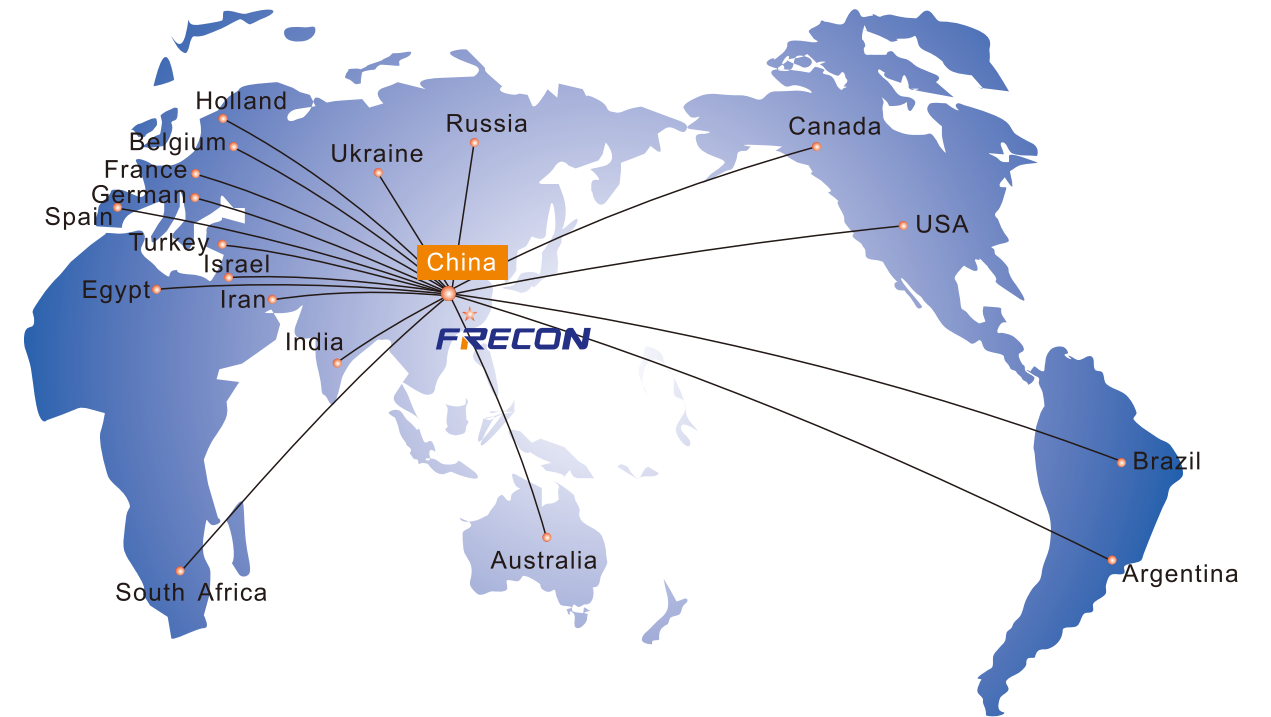 Holland
Russia
Canada
Belgium
Ukraine
France
German
Spain
USA
Turkey
Israel
China
Egypt
Iran
FRECON
India
Brazil
Australia
Argentina
South Africa